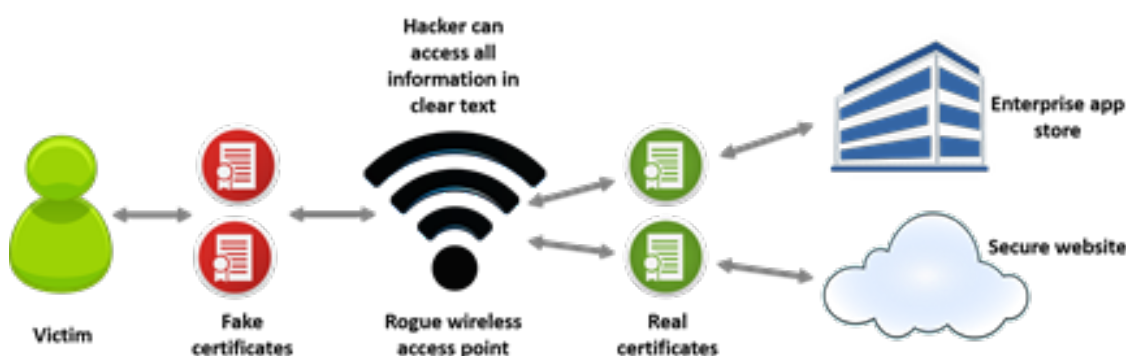 Hacker can
access all
information in
clear text
Enterprise app
store
Secure website
Victim
Fake
certificates
Rogue wireless
access point
Real
certificates